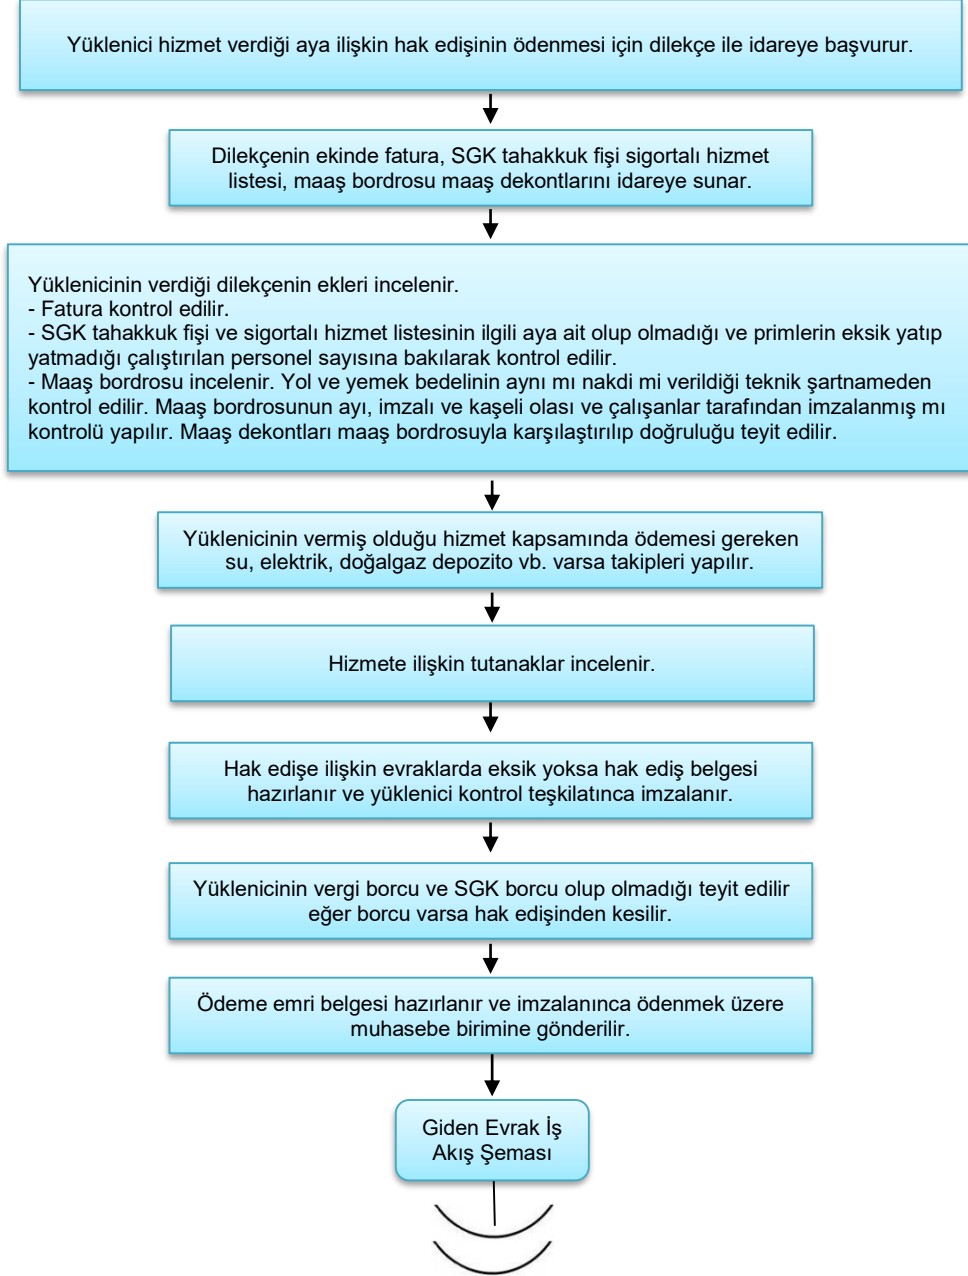 Yüklenici hizmet verdiği aya ilişkin hak edişinin ödenmesi için dilekçe ile idareye başvurur.
Dilekçenin ekinde fatura, SGK tahakkuk fişi sigortalı hizmet
listesi, maaş bordrosu maaş dekontlarını idareye sunar.
Yüklenicinin verdiği dilekçenin ekleri incelenir.
- Fatura kontrol edilir.
- SGK tahakkuk fişi ve sigortalı hizmet listesinin ilgili aya ait olup olmadığı ve primlerin eksik yatıp
yatmadığı çalıştırılan personel sayısına bakılarak kontrol edilir.
- Maaş bordrosu incelenir. Yol ve yemek bedelinin aynı mı nakdi mi verildiği teknik şartnameden
kontrol edilir. Maaş bordrosunun ayı, imzalı ve kaşeli olası ve çalışanlar tarafından imzalanmış mı
kontrolü yapılır. Maaş dekontları maaş bordrosuyla karşılaştırılıp doğruluğu teyit edilir.
Yüklenicinin vermiş olduğu hizmet kapsamında ödemesi gereken
su, elektrik, doğalgaz depozito vb. varsa takipleri yapılır.
Hizmete ilişkin tutanaklar incelenir.
Hak edişe ilişkin evraklarda eksik yoksa hak ediş belgesi
hazırlanır ve yüklenici kontrol teşkilatınca imzalanır.
Yüklenicinin vergi borcu ve SGK borcu olup olmadığı teyit edilir
eğer borcu varsa hak edişinden kesilir.
Ödeme emri belgesi hazırlanır ve imzalanınca ödenmek üzere
muhasebe birimine gönderilir.
Giden Evrak İş
Akış Şeması